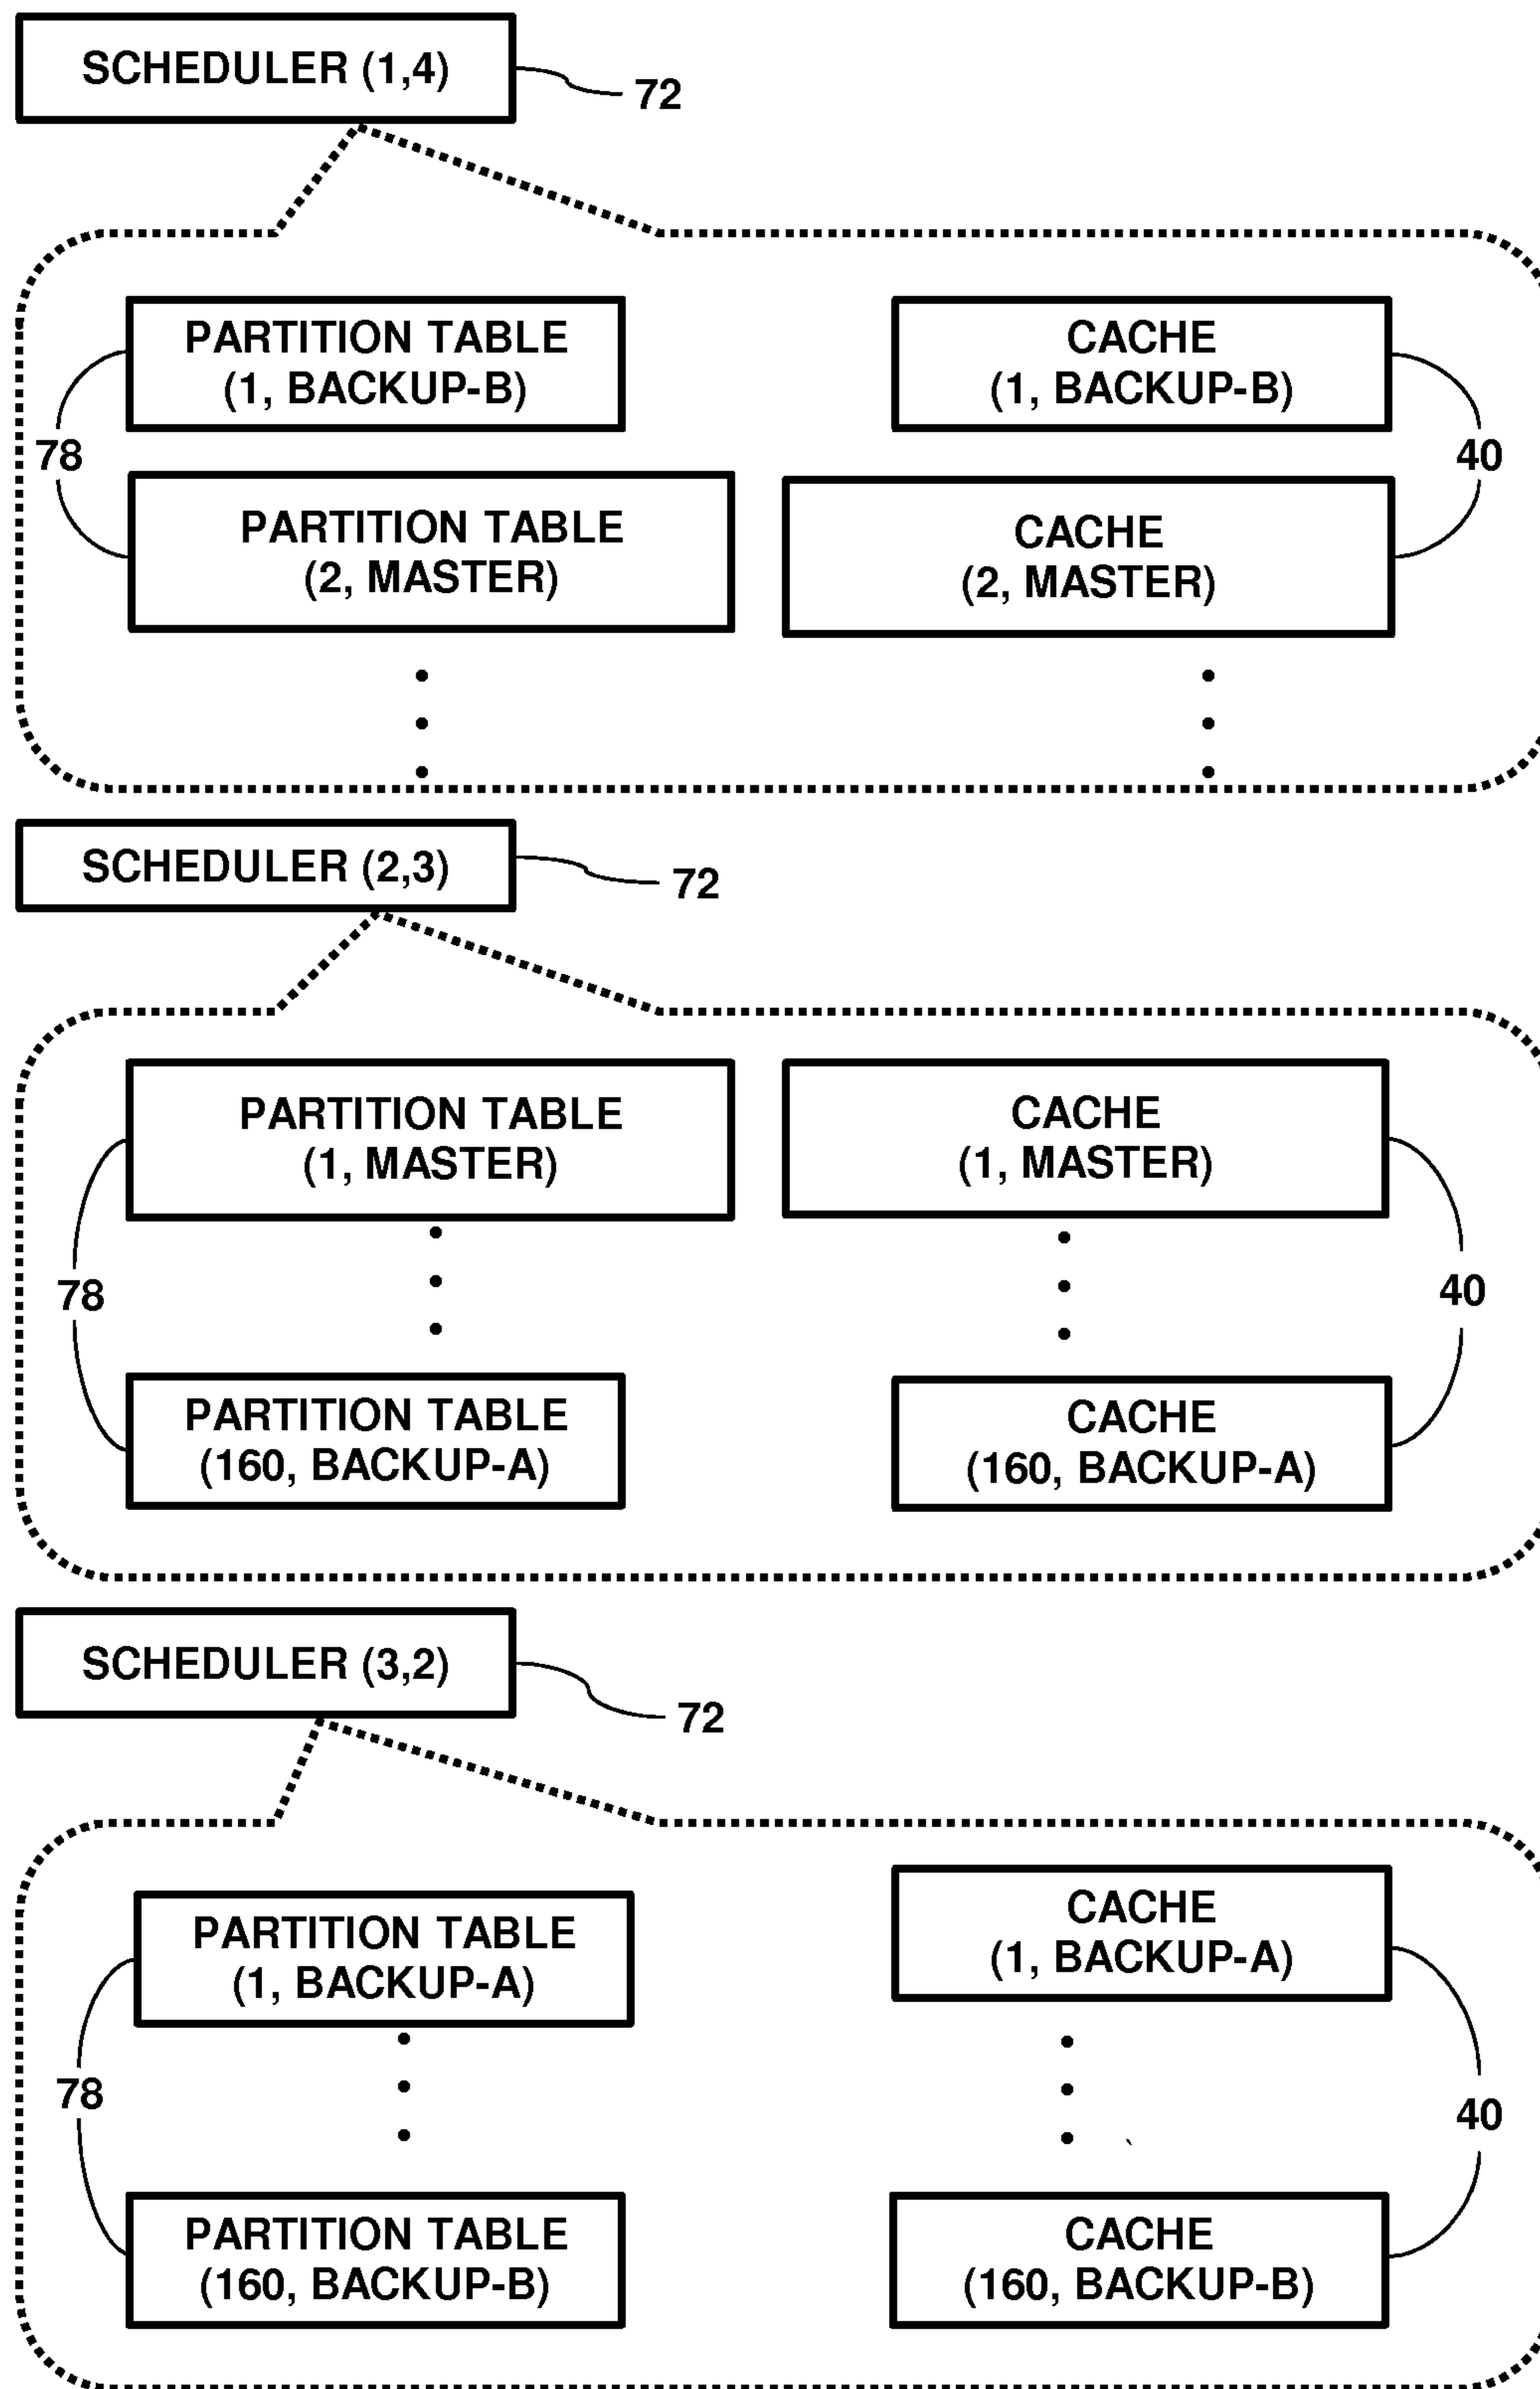 SCHEDULER (1,4)
72
PARTITION TABLE
(1, BACKUP-B)
CACHE
(1, BACKUP-B)
78
40
PARTITION TABLE
(2, MASTER)
CACHE
(2, MASTER)
SCHEDULER (2,3)
72
PARTITION TABLE
(1, MASTER)
CACHE
(1, MASTER)
78
40
PARTITION TABLE
(160, BACKUP-A)
CACHE
(160, BACKUP-A)
SCHEDULER (3,2)
72
PARTITION TABLE
(1, BACKUP-A)
CACHE
(1, BACKUP-A)
78
40
PARTITION TABLE
(160, BACKUP-B)
CACHE
(160, BACKUP-B)